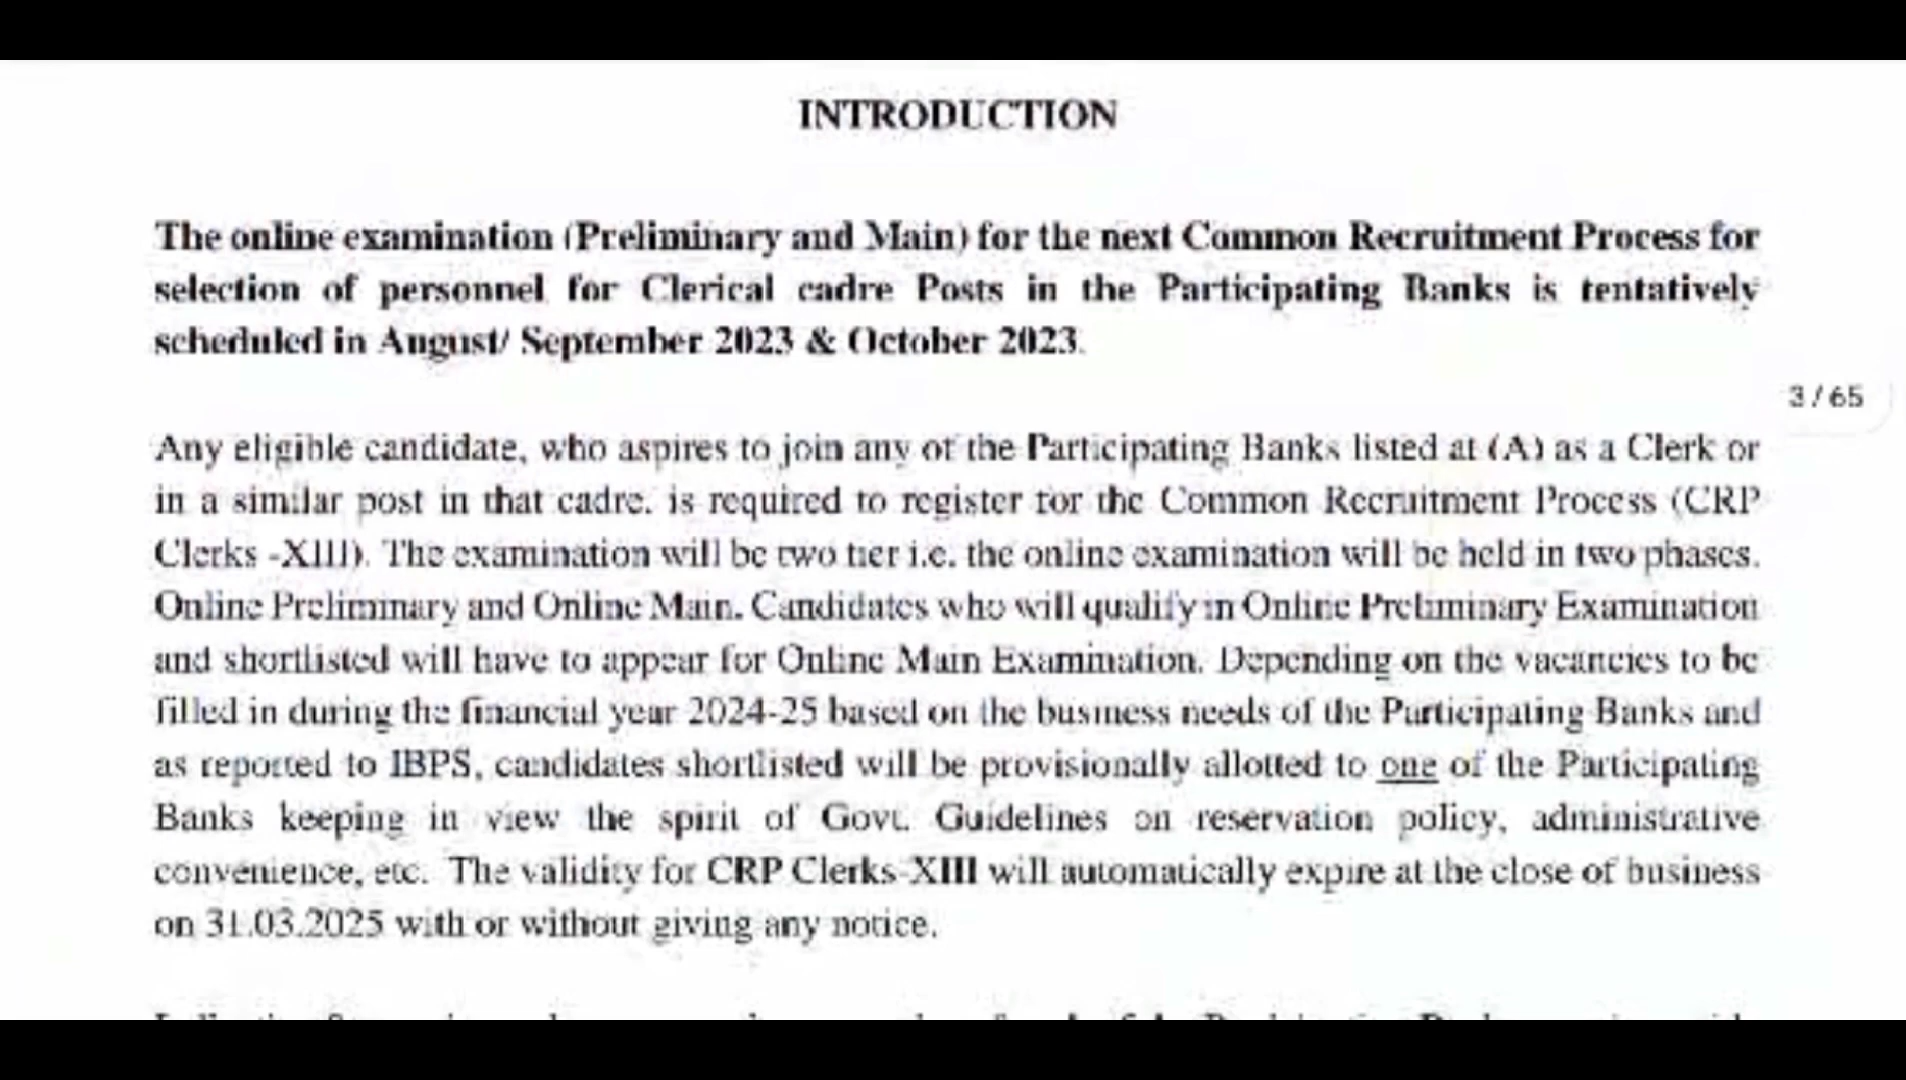 INTRODUCTION
The online examination (Preliminary and Main) for the next Common Recruitment Process for
selection of personnel for Clerical cadre Posts in the Participating Banks is tentatively
scheduled in August/ September 2023 & October 2023.
3 / 65
Any eligible candidate, who aspires to join any of the Participating Banks listed at (A) as a Clerk or
in a similar post in that cadre, is required to register for the Common Recruitment Process (CRP
Clerks -XIII). The examination will be two tier i.e. the online examination will be held in two phases,
Online Preliminary and Online Main. Candidates who will qualify in Online Preliminary Examination
and shortlisted will have to appear for Online Main Examination. Depending on the vacancies to be
filled in during the financial year 2024-25 based on the business needs of the Participating Banks and
as reported to IBPS, candidates shortlisted will be provisionally allotted to one of the Participating
Banks keeping in view the spirit of Govt. Guidelines on reservation policy, administrative
convenience, etc. The validity for CRP Clerks-XIII will automatically expire at the close of business
on 31.03.2025 with or without giving any notice.